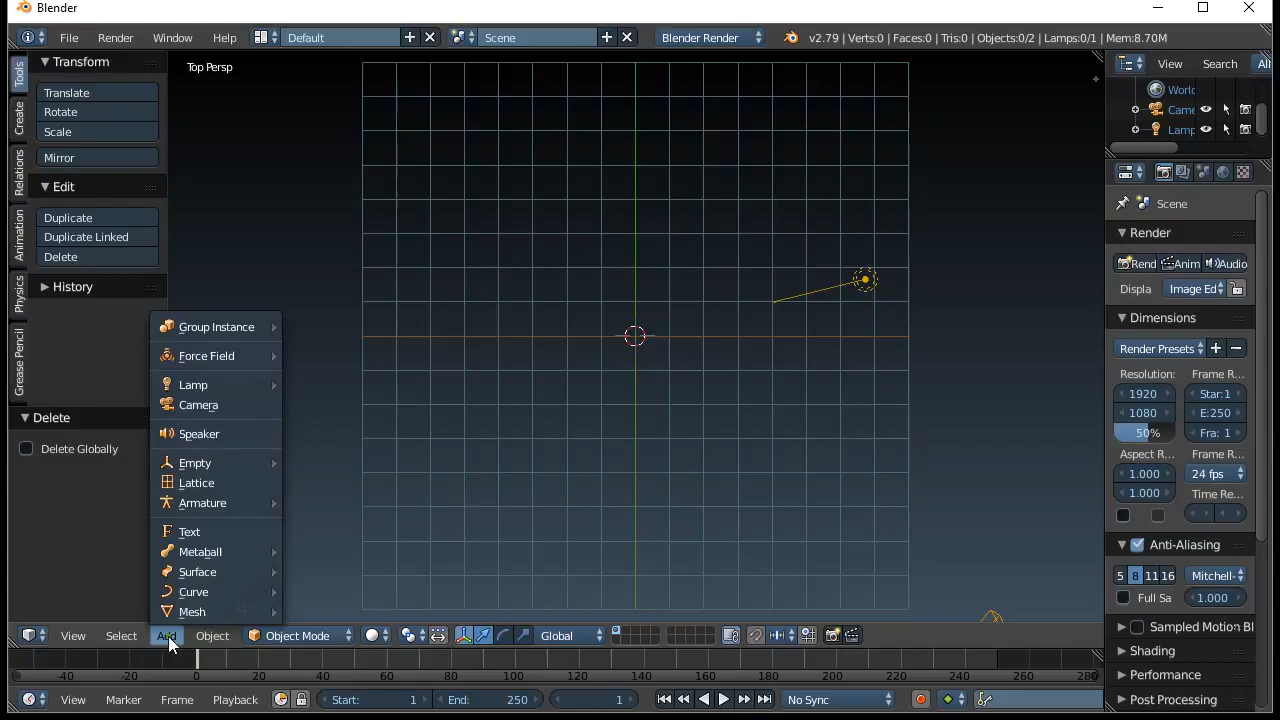 Blender
File Render Window Help Default Scene Blender Render v2.79 | Verts:0 | Faces:0 | Tris:0 | Objects:0/2 | Lamps:0/1 | Mem:8.70M
Tools
Create
Relations
Animation
Physics
Grease Pencil
Transform
Translate
Rotate
Scale
Mirror
Edit
Duplicate
Duplicate Linked
Delete
History
Delete
Delete Globally
Top Persp
Group Instance
Force Field
Lamp
Camera
Speaker
Empty
Lattice
Armature
Text
Metaball
Surface
Curve
Mesh
View Select Add Object Object Mode Global
-40 -20 0 20 40 60 80 100 120 140 160 180 200 220 240 260 280
View Marker Frame Playback Start: 1 End: 250 1 No Sync
View Search All
World
Came
Lamp
Scene
Render
Rend Anim Audio
Displa Image Ed
Dimensions
Render Presets
Resolution: Frame R...
1920 Star:1
1080 E:250
50% Fra: 1
Aspect R... Frame R...
1.000 24 fps
1.000 Time Re...
Anti-Aliasing
5 8 11 16 Mitchell-
Full Sa 1.000
Sampled Motion Bl
Shading
Performance
Post Processing